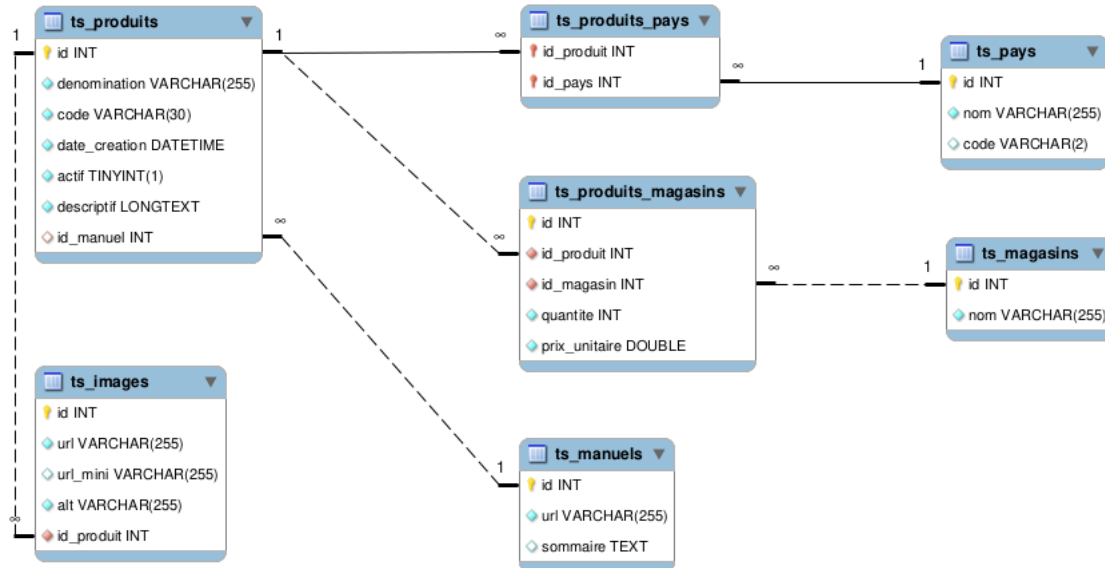 ts_produits
1
id INT
denomination VARCHAR(255)
code VARCHAR(30)
date_creation DATETIME
actif TINYINT(1)
descriptif LONGTEXT
id_manuel INT
1
∞
∞
ts_produits_pays
id_produit INT
id_pays INT
∞
1
ts_pays
id INT
nom VARCHAR(255)
code VARCHAR(2)
ts_produits_magasins
id INT
id_produit INT
id_magasin INT
quantite INT
prix_unitaire DOUBLE
∞
∞
1
ts_magasins
id INT
nom VARCHAR(255)
ts_images
id INT
url VARCHAR(255)
url_mini VARCHAR(255)
alt VARCHAR(255)
id_produit INT
∞
1
ts_manuels
id INT
url VARCHAR(255)
sommaire TEXT